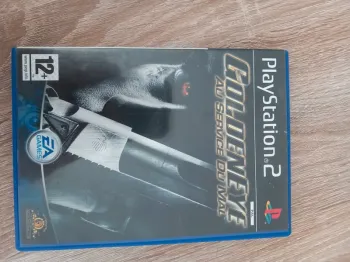 PlayStation 2
GOLDENEYE
AU SERVICE DU MAL
12+
EA
GAMES